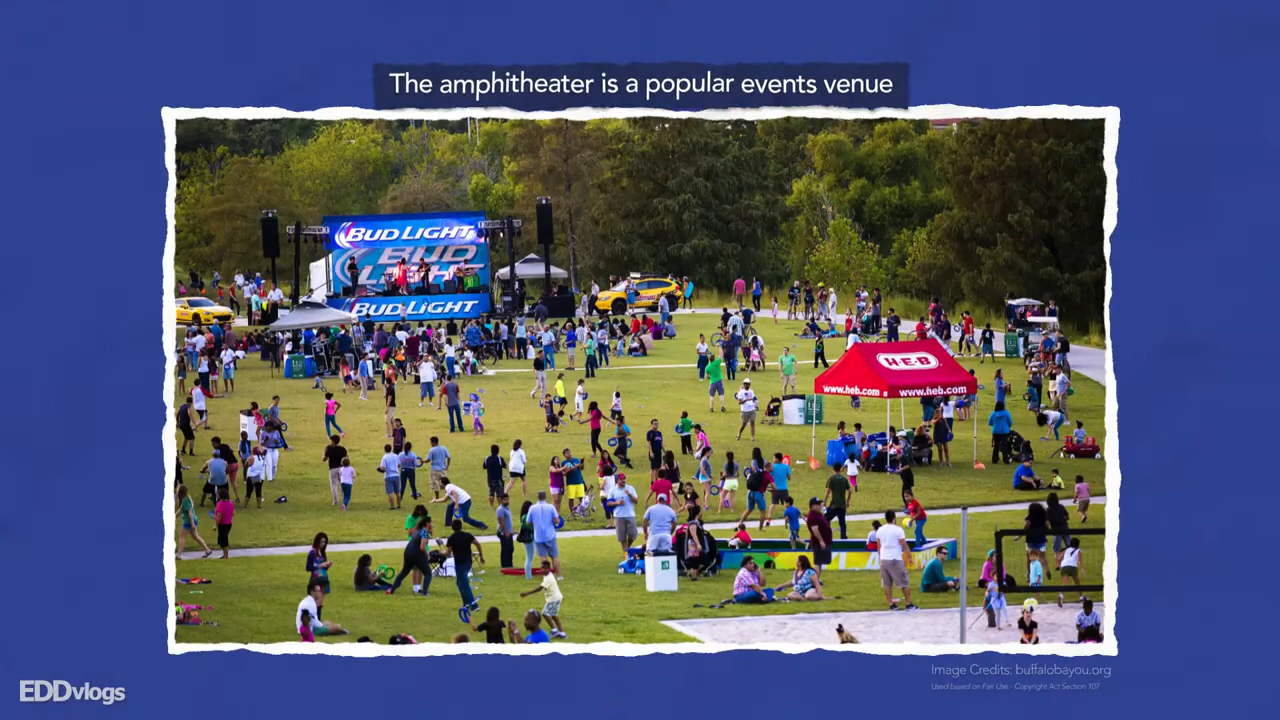 The amphitheater is a popular events venue
BUD LIGHT
BUD
LIGHT
BUD LIGHT
H-E-B
www.heb.com
www.heb.com
Image Credits: buffalobayou.org
Used based on Fair Use - Copyright Act Section 107
EDDvlogs